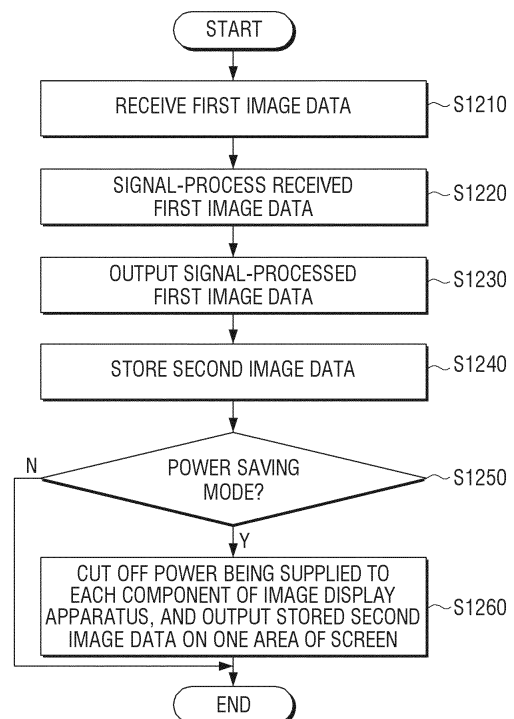 START
RECEIVE FIRST IMAGE DATA
S1210
SIGNAL-PROCESS RECEIVED
FIRST IMAGE DATA
S1220
OUTPUT SIGNAL-PROCESSED
FIRST IMAGE DATA
S1230
STORE SECOND IMAGE DATA
S1240
N
POWER SAVING
MODE?
S1250
Y
CUT OFF POWER BEING SUPPLIED TO
EACH COMPONENT OF IMAGE DISPLAY
APPARATUS, AND OUTPUT STORED SECOND
IMAGE DATA ON ONE AREA OF SCREEN
S1260
END